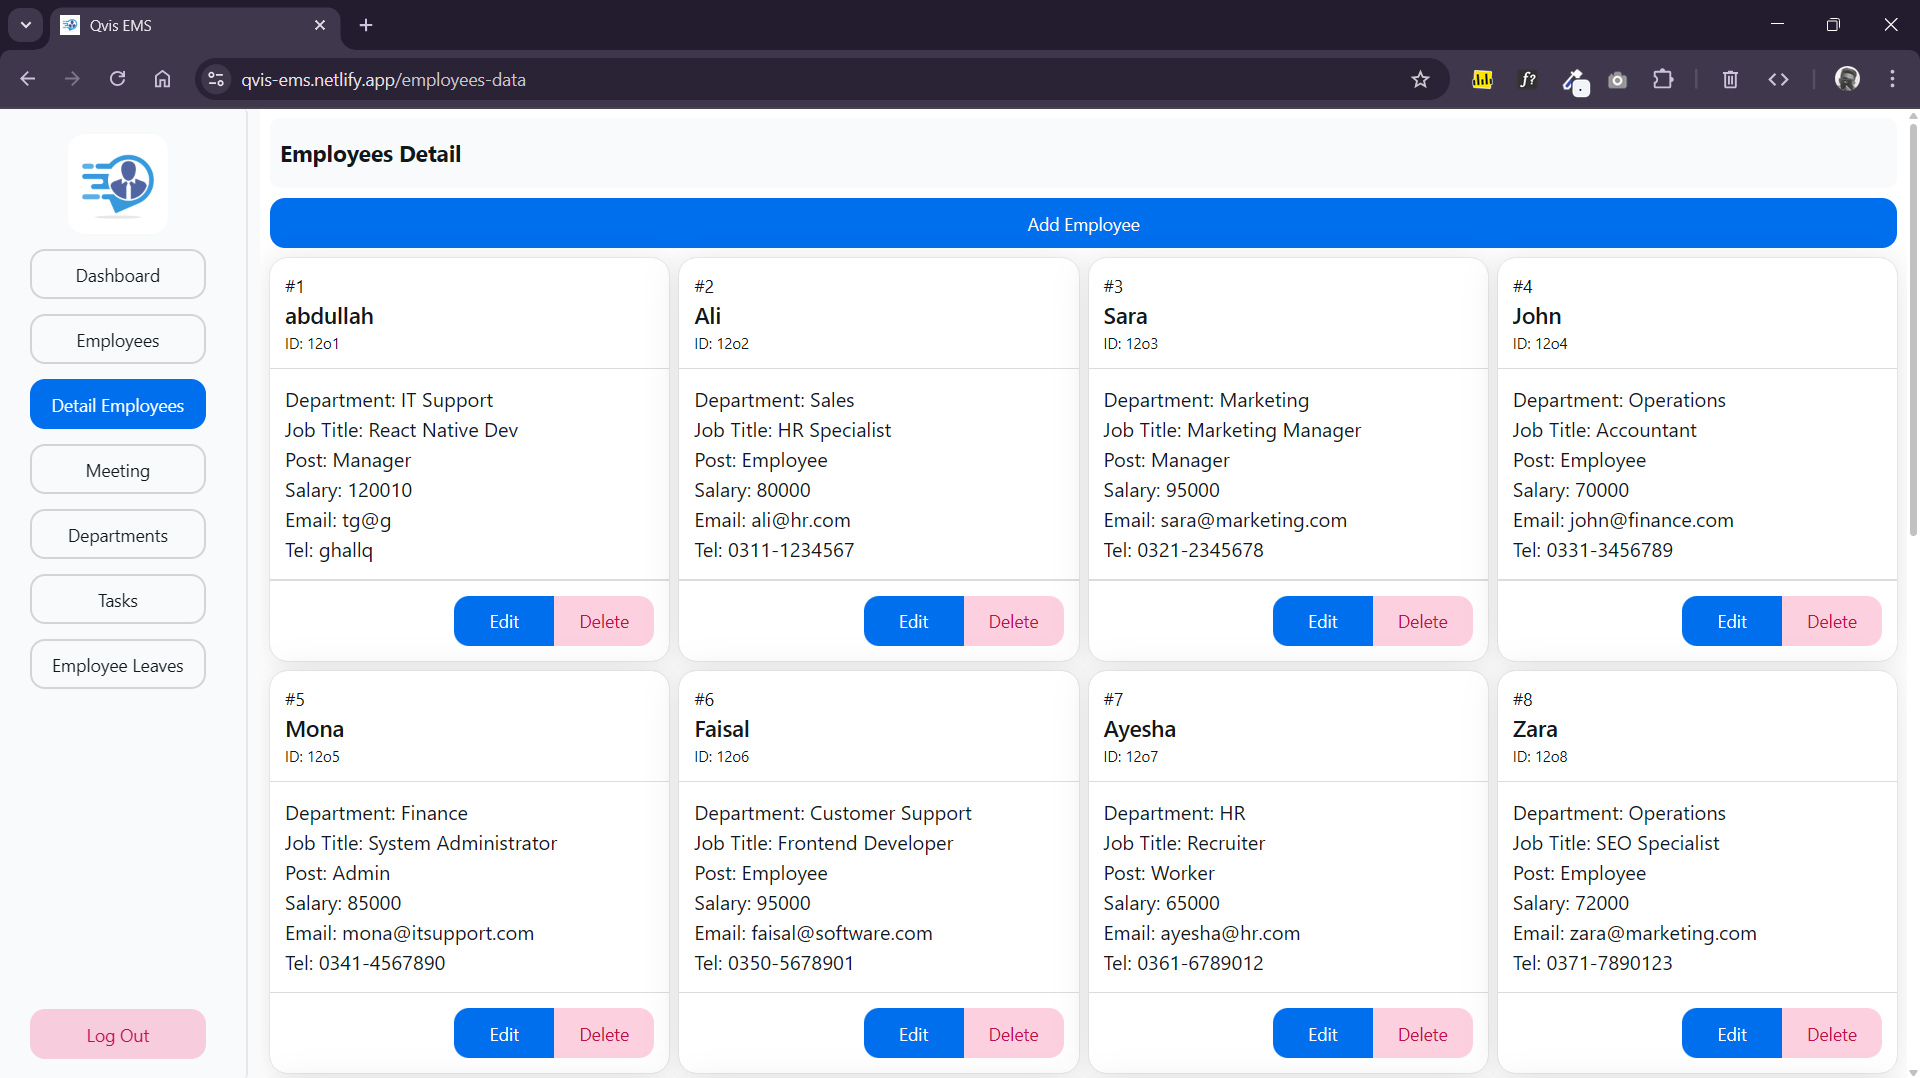 Qvis EMS
qvis-ems.netlify.app/employees-data
f?
Dashboard
Employees
Detail Employees
Meeting
Departments
Tasks
Employee Leaves
Log Out
Employees Detail
Add Employee
#1
abdullah
ID: 12o1
Department: IT Support
Job Title: React Native Dev
Post: Manager
Salary: 120010
Email: tg@g
Tel: ghallq
Edit
Delete
#2
Ali
ID: 12o2
Department: Sales
Job Title: HR Specialist
Post: Employee
Salary: 80000
Email: ali@hr.com
Tel: 0311-1234567
Edit
Delete
#3
Sara
ID: 12o3
Department: Marketing
Job Title: Marketing Manager
Post: Manager
Salary: 95000
Email: sara@marketing.com
Tel: 0321-2345678
Edit
Delete
#4
John
ID: 12o4
Department: Operations
Job Title: Accountant
Post: Employee
Salary: 70000
Email: john@finance.com
Tel: 0331-3456789
Edit
Delete
#5
Mona
ID: 12o5
Department: Finance
Job Title: System Administrator
Post: Admin
Salary: 85000
Email: mona@itsupport.com
Tel: 0341-4567890
Edit
Delete
#6
Faisal
ID: 12o6
Department: Customer Support
Job Title: Frontend Developer
Post: Employee
Salary: 95000
Email: faisal@software.com
Tel: 0350-5678901
Edit
Delete
#7
Ayesha
ID: 12o7
Department: HR
Job Title: Recruiter
Post: Worker
Salary: 65000
Email: ayesha@hr.com
Tel: 0361-6789012
Edit
Delete
#8
Zara
ID: 12o8
Department: Operations
Job Title: SEO Specialist
Post: Employee
Salary: 72000
Email: zara@marketing.com
Tel: 0371-7890123
Edit
Delete